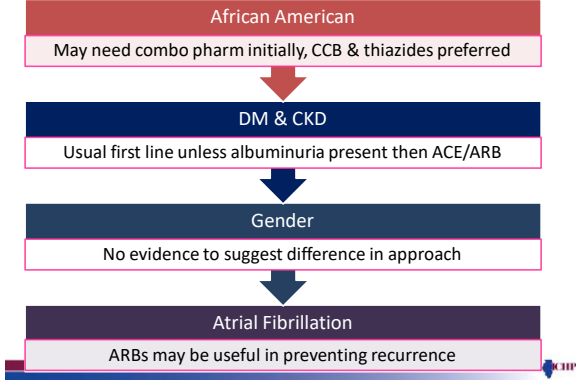 African American
May need combo pharm initially, CCB & thiazides preferred
DM & CKD
Usual first line unless albuminuria present then ACE/ARB
Gender
No evidence to suggest difference in approach
Atrial Fibrillation
ARBs may be useful in preventing recurrence
ICHP